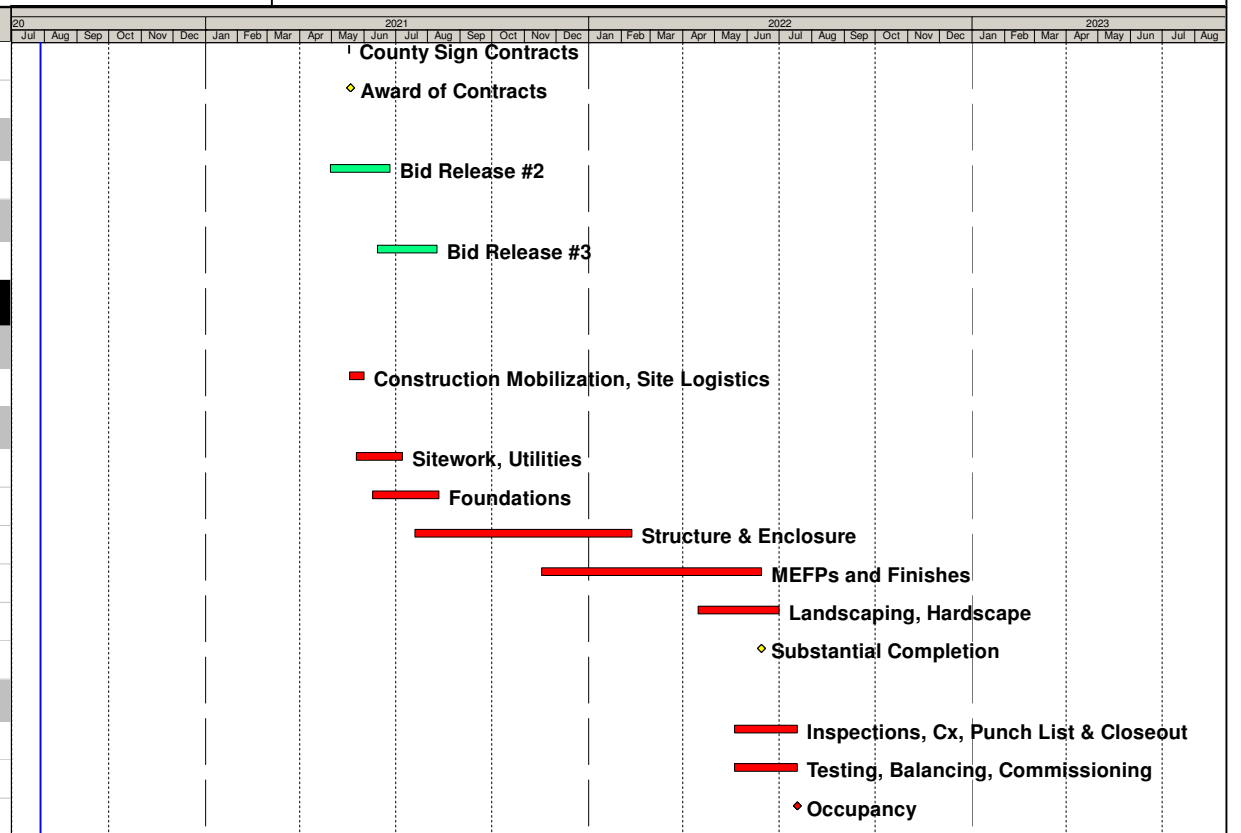 20 2021 2022 2023
Jul Aug Sep Oct Nov Dec Jan Feb Mar Apr May Jun Jul Aug Sep Oct Nov Dec Jan Feb Mar Apr May Jun Jul Aug Sep Oct Nov Dec Jan Feb Mar Apr May Jun Jul Aug
County Sign Contracts
Award of Contracts
Bid Release #2
Bid Release #3
Construction Mobilization, Site Logistics
Sitework, Utilities
Foundations
Structure & Enclosure
MEFPs and Finishes
Landscaping, Hardscape
Substantial Completion
Inspections, Cx, Punch List & Closeout
Testing, Balancing, Commissioning
Occupancy